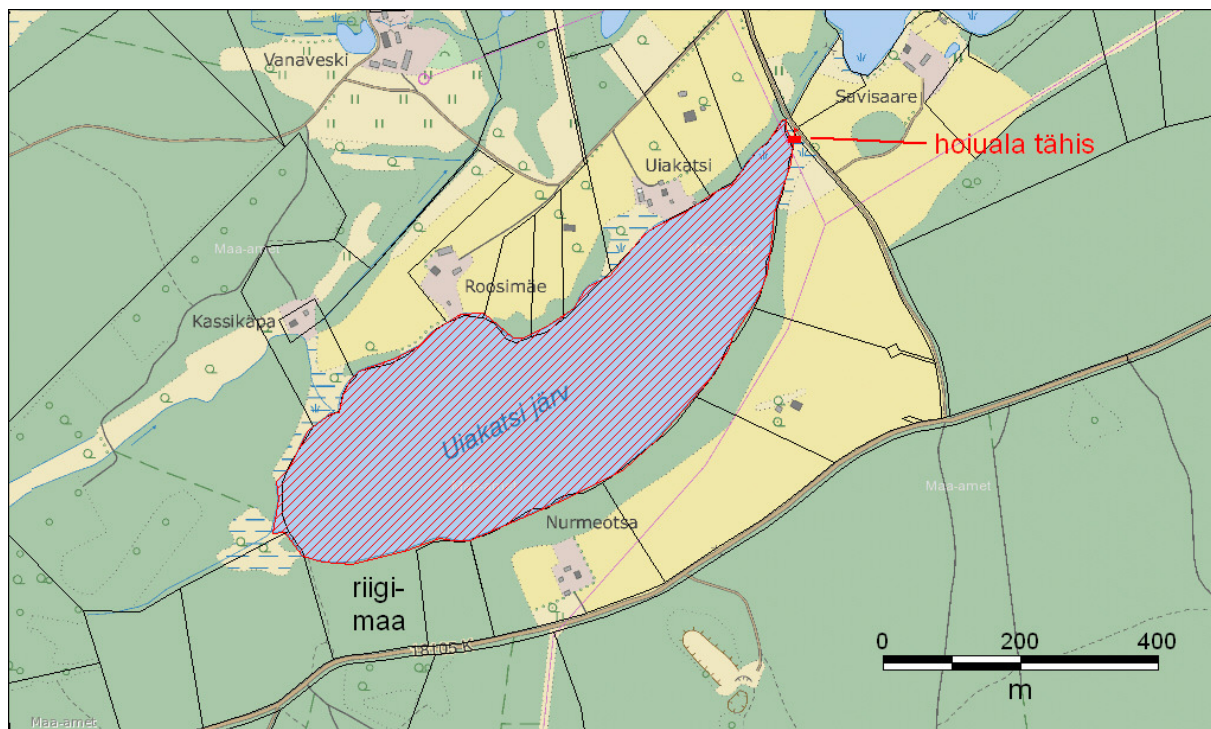 Vanaveski
Savisaare
hoiuala tähis
Uiakatsi
Maa-amet
Roosimäe
Kassikäpa
Uiakatsi järv
Maa-amet
Nurmeotsa
riigi-
maa
18105 K
0 200 400
m
Maa-amet